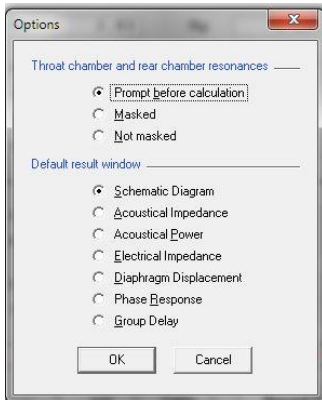 Options
Throat chamber and rear chamber resonances
Prompt before calculation
Masked
Not masked
Default result window
Schematic Diagram
Acoustical Impedance
Acoustical Power
Electrical Impedance
Diaphragm Displacement
Phase Response
Group Delay
OK Cancel